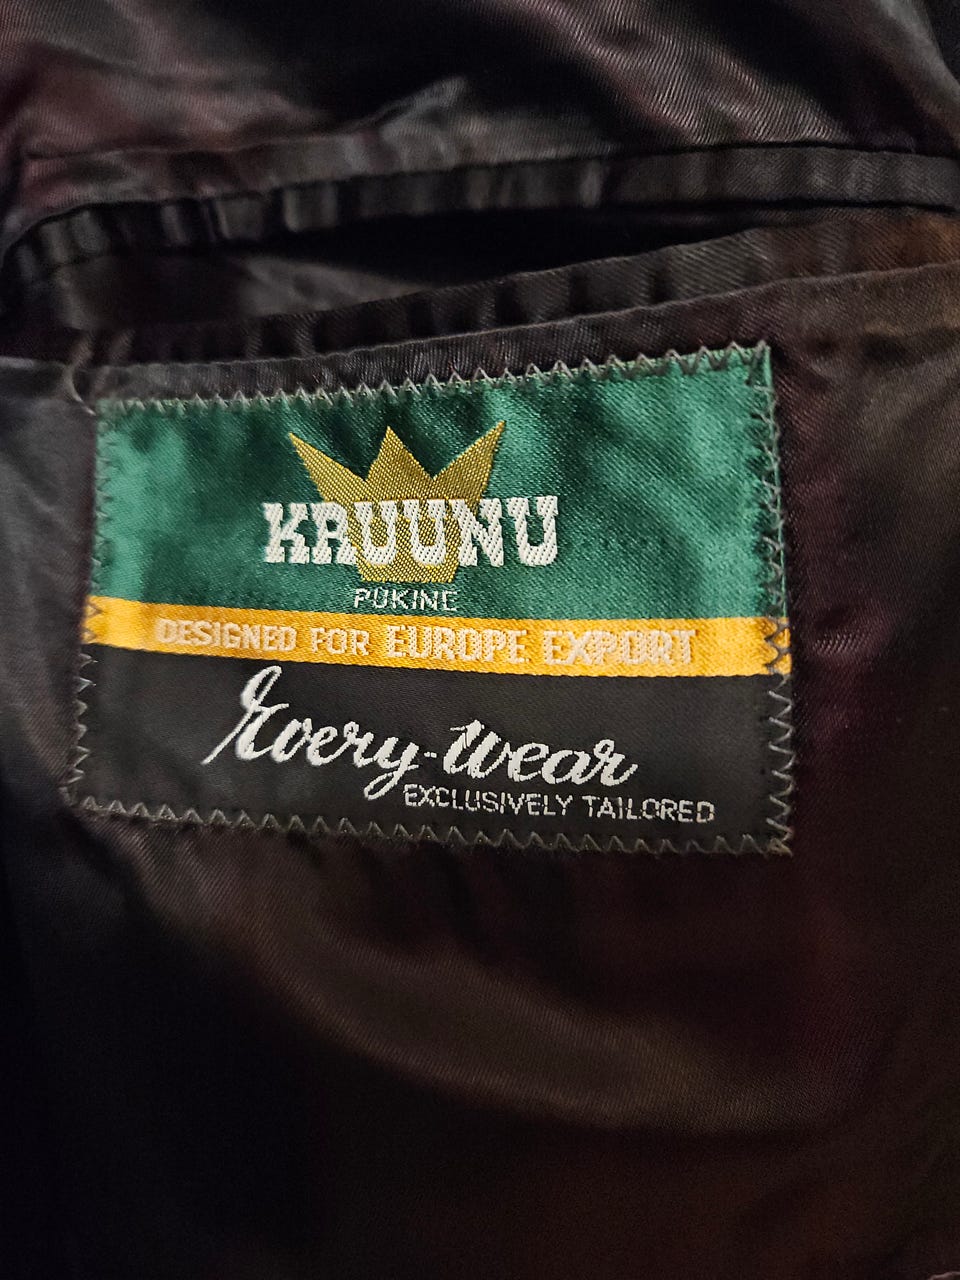 KRUUNU
PUKINE
DESIGNED FOR EUROPE EXPORT
Every-Wear
EXCLUSIVELY TAILORED